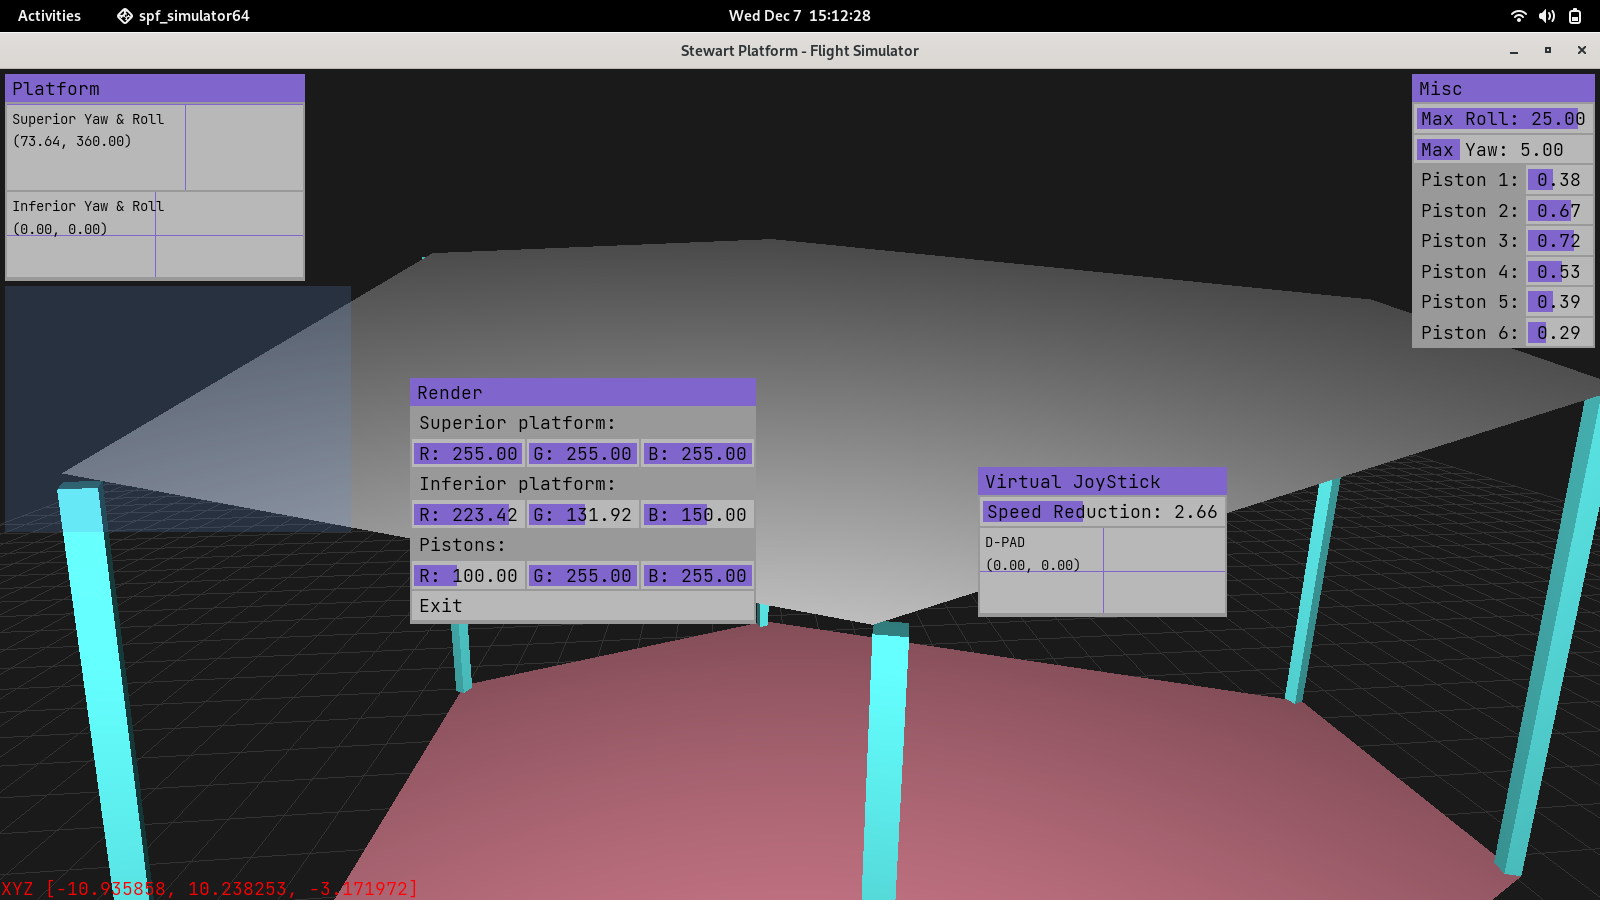 Activities spf_simulator64 Wed Dec 7 15:12:28
Stewart Platform - Flight Simulator
Platform
Superior Yaw & Roll
(73.64, 360.00)
Inferior Yaw & Roll
(0.00, 0.00)
Misc
Max Roll: 25.00
Max Yaw: 5.00
Piston 1: 0.38
Piston 2: 0.67
Piston 3: 0.72
Piston 4: 0.53
Piston 5: 0.39
Piston 6: 0.29
Render
Superior platform:
R: 255.00 G: 255.00 B: 255.00
Inferior platform:
R: 223.42 G: 131.92 B: 150.00
Pistons:
R: 100.00 G: 255.00 B: 255.00
Exit
Virtual JoyStick
Speed Reduction: 2.66
D-PAD
(0.00, 0.00)
XYZ [-10.935858, 10.238253, -3.171972]